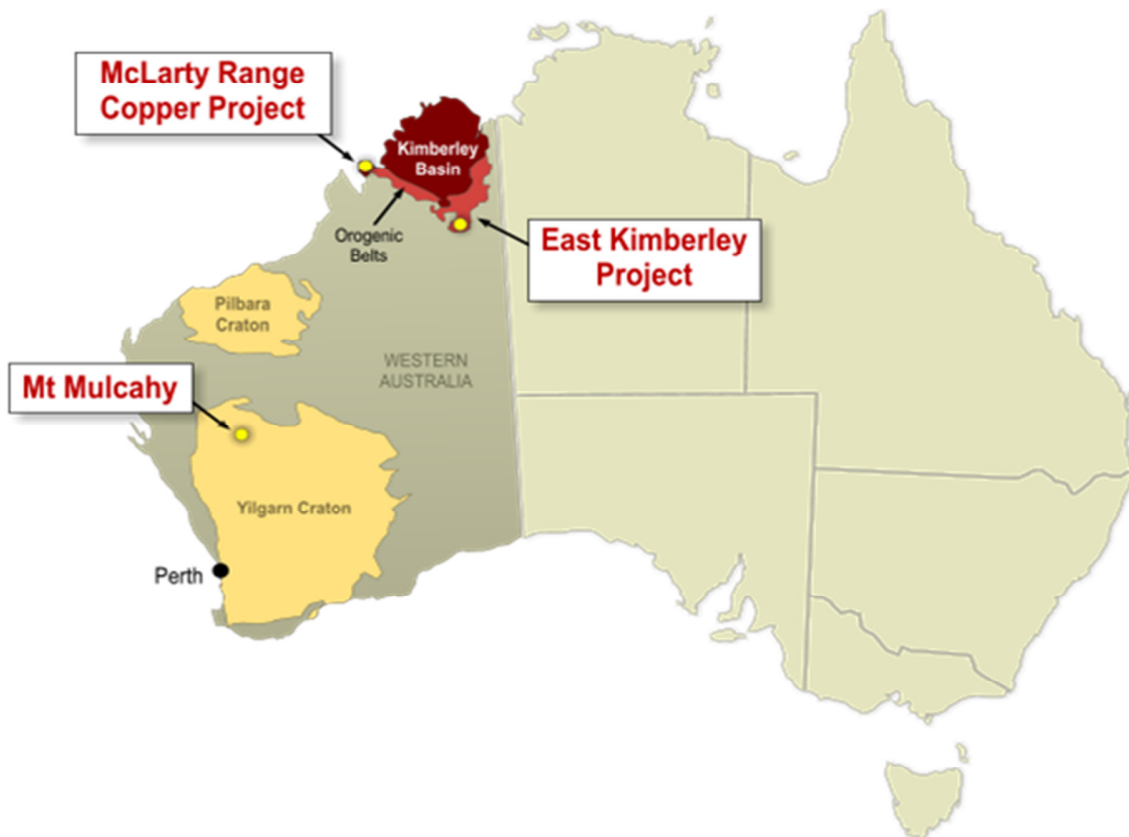 McLarty Range
Copper Project
Kimberley
Basin
Orogenic
Belts
East Kimberley
Project
Pilbara
Craton
WESTERN
AUSTRALIA
Mt Mulcahy
Yilgarn Craton
Perth